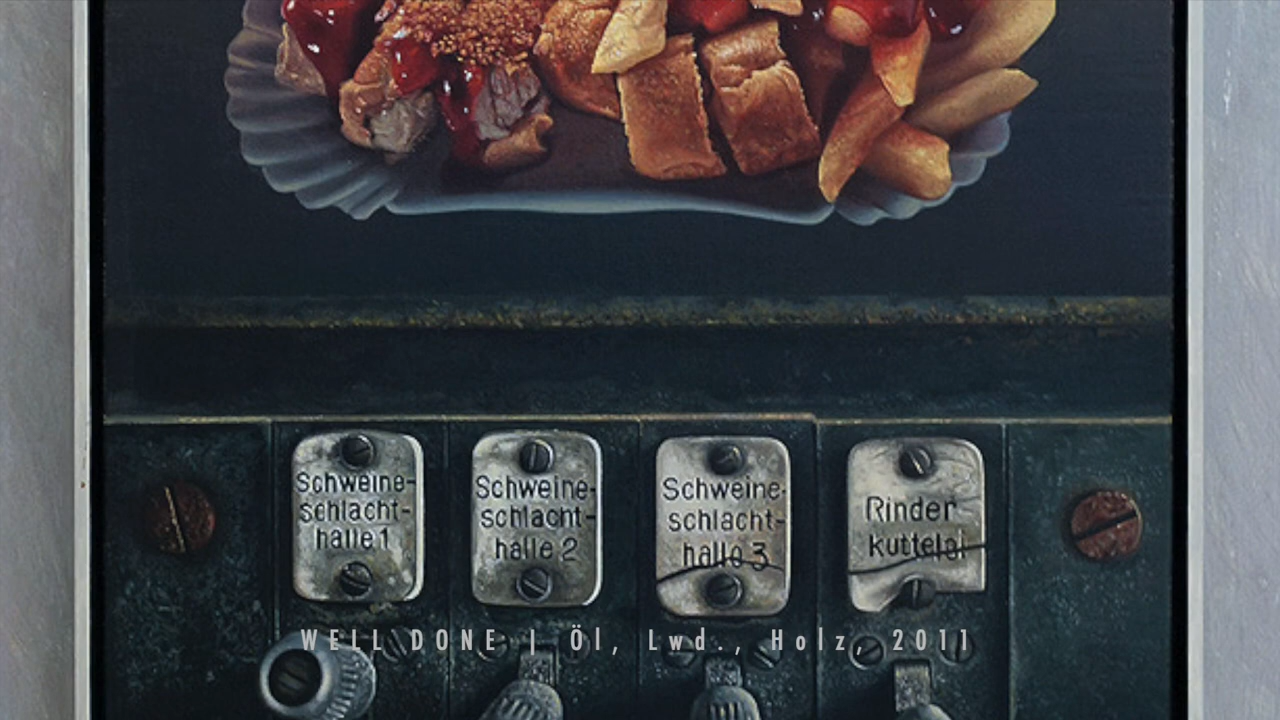 Schweine-
schlacht-
halle 1
Schweine-
schlacht-
halle 2
Schweine-
schlacht-
halle 3
Rinder
kuttelei
WELL DONE | Öl, Lwd., Holz, 2011